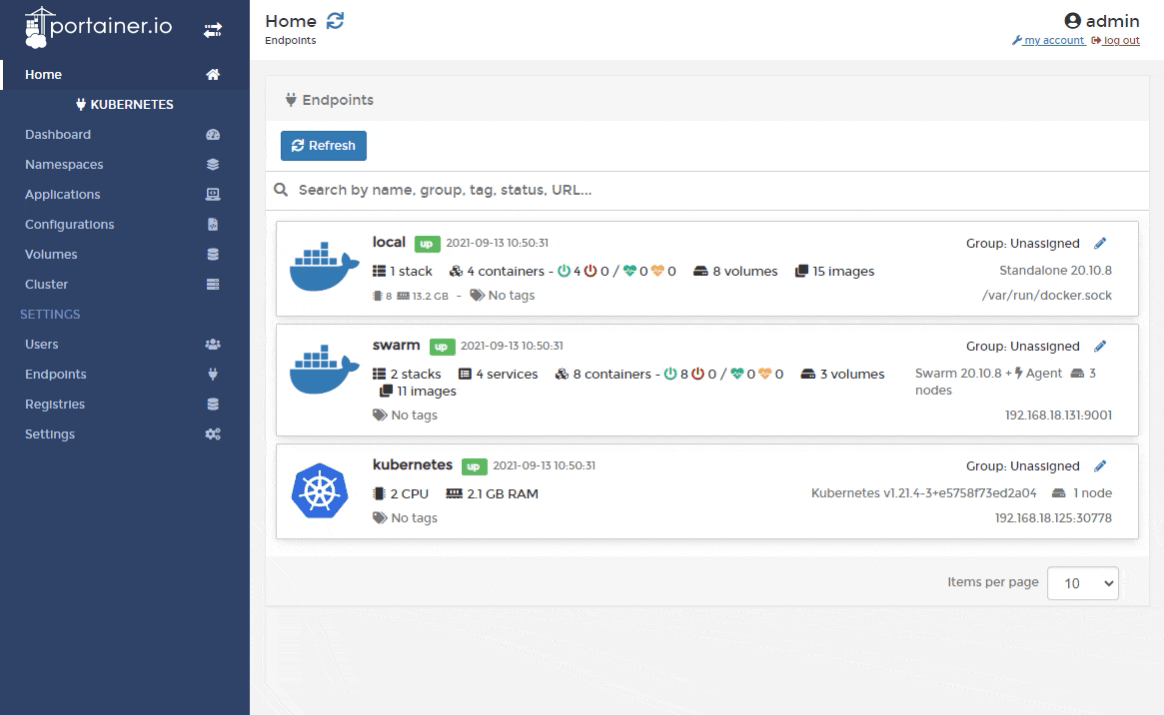 portainer.io
Home
KUBERNETES
Dashboard
Namespaces
Applications
Configurations
Volumes
Cluster
SETTINGS
Users
Endpoints
Registries
Settings
Home
Endpoints
admin
my account log out
Endpoints
Refresh
Search by name, group, tag, status, URL...
local up 2021-09-13 10:50:31 Group: Unassigned
1 stack 4 containers - 4 0 / 0 0 8 volumes 15 images Standalone 20.10.8
8 13.2 GB - No tags /var/run/docker.sock
swarm up 2021-09-13 10:50:31 Group: Unassigned
2 stacks 4 services 8 containers - 8 0 / 0 0 3 volumes Swarm 20.10.8 + Agent 3
11 images nodes
No tags 192.168.18.131:9001
kubernetes up 2021-09-13 10:50:31 Group: Unassigned
2 CPU 2.1 GB RAM Kubernetes v1.21.4-3+e5758f73ed2a04 1 node
No tags 192.168.18.125:30778
Items per page 10